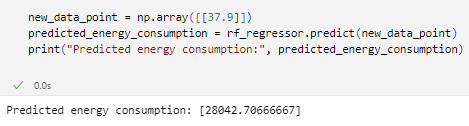 new_data_point = np.array([[37.9]])
predicted_energy_consumption = rf_regressor.predict(new_data_point)
print("Predicted energy consumption:", predicted_energy_consumption)
✓ 0.0s
Predicted energy consumption: [28042.70666667]